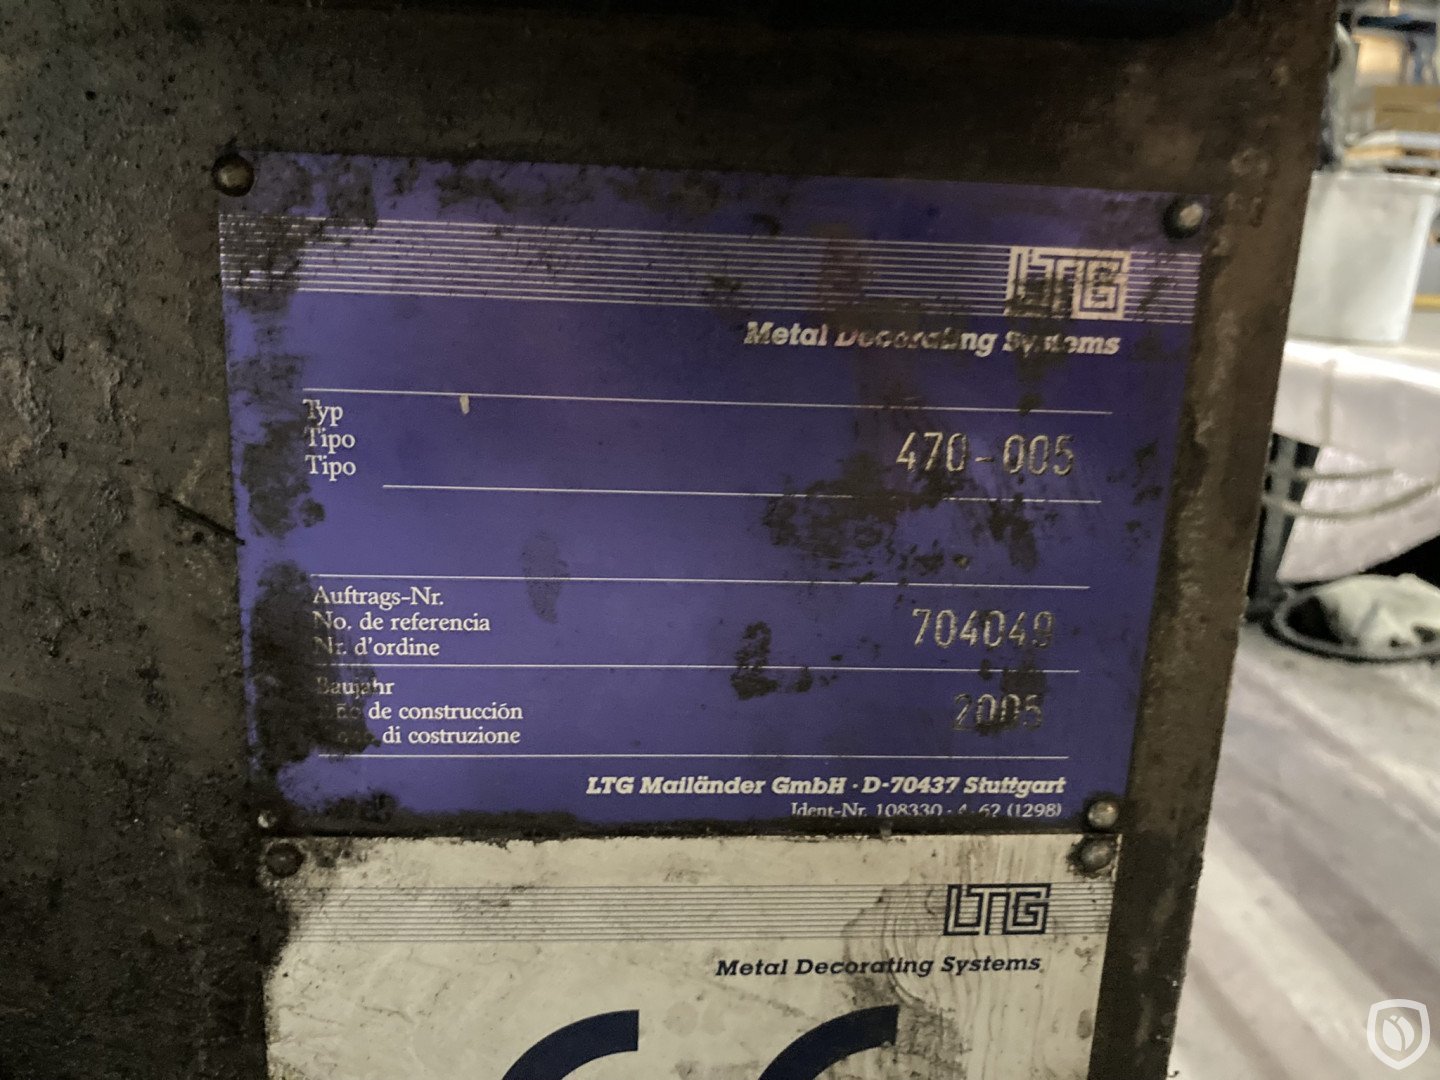 LTG
Metal Decorating Systems
Typ
Tipo
Tipo
470-005
Auftrags-Nr.
No. de referencia
Nr. d'ordine
704049
Baujahr
de construcción
di costruzione
2005
LTG Mailänder GmbH · D-70437 Stuttgart
Ident-Nr. 108330 · 62 (1298)
LTG
Metal Decorating Systems
CE